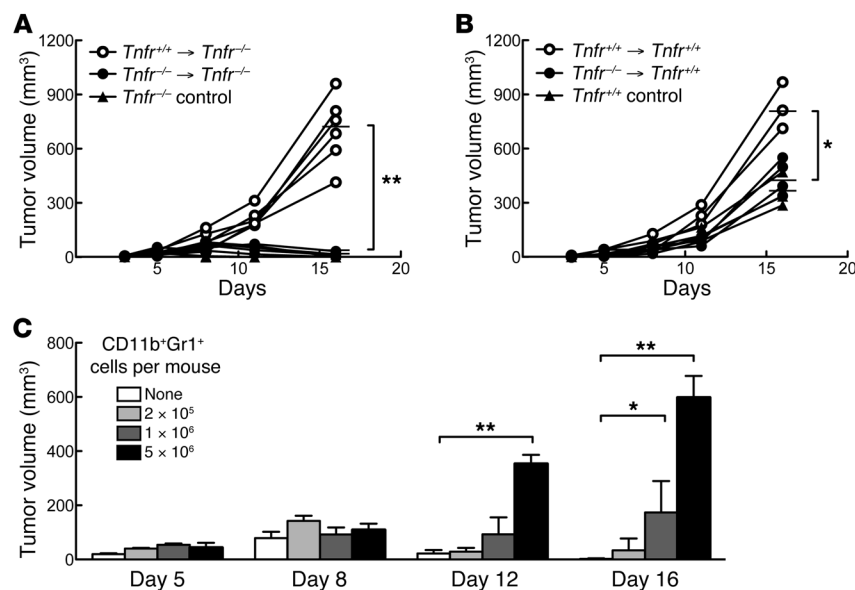 A
Tumor volume (mm³)
1200
900
600
300
0
5
10
15
20
Days
Tnfr⁺/⁺ → Tnfr⁻/⁻
Tnfr⁻/⁻ → Tnfr⁻/⁻
Tnfr⁻/⁻ control
**
B
Tumor volume (mm³)
1200
900
600
300
0
5
10
15
20
Days
Tnfr⁺/⁺ → Tnfr⁺/⁺
Tnfr⁻/⁻ → Tnfr⁺/⁺
Tnfr⁺/⁺ control
*
C
Tumor volume (mm³)
800
600
400
200
0
CD11b⁺Gr1⁺
cells per mouse
None
2 × 10⁵
1 × 10⁶
5 × 10⁶
**
**
*
Day 5
Day 8
Day 12
Day 16